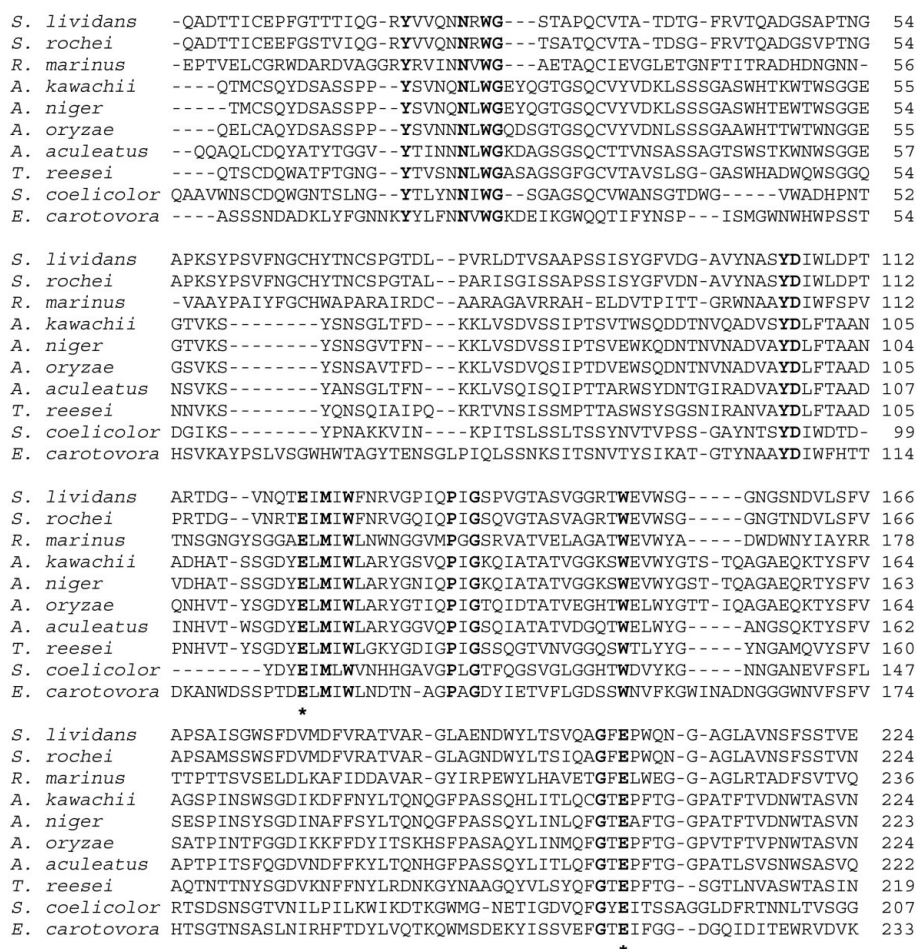 S. lividans -QADTTICEPFGTTTIQG-RYVVQNNRWG---STAPQCVTA-TDTG-FRVTQADGSAPTNG 54
S. rochei -QADTTICEEFGSTVIQG-RYVVQNNRWG---TSATQCVTA-TDSG-FRVTQADGSVPTNG 54
R. marinus -EPTVELCGRWDARDVAGGRYRVINNVWG---AETAQCIEVGLETGNFTITRADHDNGNN- 56
A. kawachii ----QTMCSQYDSASSPP--YSVNQNLWGEYQGTGSQCVYVDKLSSSGASWHTKWTWSGGE 55
A. niger -----TMCSQYDSASSPP--YSVNQNLWGEYQGTGSQCVYVDKLSSSGASWHTEWTWSGGE 54
A. oryzae ----QELCAQYDSASSPP--YSVNNNLWGQDSGTGSQCVYVDNLSSSGAAWHTTWTWNGGE 55
A. aculeatus --QQAQLCDQYATYTGGV--YTINNNLWGKDAGSGSQCTTVNSASSAGTSWSTKWNWSGGE 57
T. reesei ----QTSCDQWATFTGNG--YTVSNNLWGASAGSGFGCVTAVSLSG-GASWHADWQWSGGQ 54
S. coelicolor QAAVWNSCDQWGNTSLNG--YTLYNNIWG--SGAGSQCVWANSGTDWG-----VWADHPNT 52
E. carotovora ----ASSSNDADKLYFGNNKYYLFNNVWGKDEIKGWQQTIFYNSP---ISMGWNWHWPSST 54
S. lividans APKSYPSVFNGCHYTNCSPGTDL--PVRLDTVSAAPSSISYGFVDG-AVYNASYDIWLDPT 112
S. rochei APKSYPSVFNGCHYTNCSPGTAL--PARISGISSAPSSISYGFVDN-AVYNASYDIWLDPT 112
R. marinus -VAAYPAIYFGCHWAPARAIRDC--AARAGAVRRAH-ELDVTPITT-GRWNAAYDIWFSPV 112
A. kawachii GTVKS--------YSNSGLTFD---KKLVSDVSSIPTSVTWSQDDTNVQADVSYDLFTAAN 105
A. niger GTVKS--------YSNSGVTFN---KKLVSDVSSIPTSVEWKQDNTNVNADVAYDLFTAAN 104
A. oryzae GSVKS--------YSNSAVTFD---KKLVSDVQSIPTDVEWSQDNTNVNADVAYDLFTAAD 105
A. aculeatus NSVKS--------YANSGLTFN---KKLVSQISQIPTTARWSYDNTGIRADVAYDLFTAAD 107
T. reesei NNVKS--------YQNSQIAIPQ--KRTVNSISSMPTTASWSYSGSNIRANVAYDLFTAAD 105
S. coelicolor DGIKS--------YPNAKKVIN----KPITSLSSLTSSYNVTVPSS-GAYNTSYDIWDTD- 99
E. carotovora HSVKAYPSLVSGWHWTAGYTENSGLPIQLSSNKSITSNVTYSIKAT-GTYNAAYDIWFHTT 114
S. lividans ARTDG--VNQTEIMIWFNRVGPIQPIGSPVGTASVGGRTWEVWSG---GNGSNDVLSFV 166
S. rochei PRTDG--VNRTEIMIWFNRVGQIQPIGSQVGTASVAGRTWEVWSG---GNGTNDVLSFV 166
R. marinus TNSGNGYSGGAELMIWLNWNGGVMPGGSRVATVELAGATWEVWYA---DWDWNYIAYRR 178
A. kawachii ADHAT-SSGDYELMIWLARYGSVQPIGKQIATATVGGKSWEVWYGTS-TQAGAEQKTYSFV 164
A. niger VDHAT-SSGDYELMIWLARYGNIQPIGKQIATATVGGKSWEVWYGST-TQAGAEQRTYSFV 163
A. oryzae QNHVT-YSGDYELMIWLARYGTIQPIGTQIDTATVEGHTWELWYGTT-IQAGAEQKTYSFV 164
A. aculeatus INHVT-WSGDYELMIWLARYGGVQPIGSQIATATVDGQTWELWYG-----ANGSQKTYSFV 162
T. reesei PNHVT-YSGDYELMIWLGKYGDIGPIGSSQGTVNVGGQSWTLYYG-----YNGAMQVYSFV 160
S. coelicolor --------YDYEIMLWVNHHGAVGPLGTFQGSVGLGGHTWDVYKG-----NNGANEVFSFL 147
E. carotovora DKANWDSSPTDELMIWLNDTN-AGPAGDYIETVFLGDSSWNVFKGWINADNGGGWNVFSFV 174
*
S. lividans APSAISGWSFDVMDFVRATVAR-GLAENDWYLTSVQAGFEPWQN-G-AGLAVNSFSSTVE 224
S. rochei APSAMSSWSFDVMDFVRATVAR-GLAENDWYLTSIQAGFEPWQN-G-AGLAVNSFSSTVE 224
R. marinus TTPTTSVSELDLKAFIDDAVAR-GYIRPEWYLHAVETGFELWEG-G-AGLRTADFSVTVQ 236
A. kawachii AGSPINSWSGDIKDFFNYLTQNQGFPASSQHLITLQCGTEPFTG-GPATFTVDNWTASVN 224
A. niger SESPINSYSGDINAFFSYLTQNQGFPASSQYLINLQFGTEAFTG-GPATFTVDNWTASVN 223
A. oryzae SATPINTFGGDIKKFFDYITSKHSFPASAQYLINMQFGTEPFTG-GPVTFTVPNWTASVN 224
A. aculeatus APTPITSFQGDVNDFFKYLTQNHGFPASSQYLITLQFGTEPFTG-GPATLSVSNWSASVQ 222
T. reesei AQTNTTNYSGDVKNFFNYLRDNKGYNAAGQYVLSYQFGTEPFTG--SGTLNVASWTASIN 219
S. coelicolor RTSDSNSGTVNILPILKWIKDTKGWMG-NETIGDVQFGYEITSSAGGLDFRTNNLTVSGG 207
E. carotovora HTSGTNSASLNIRHFTDYLVQTKQWMSDEKYISSVEFGTEIFGG--DGQIDITEWRVDVK 233
*